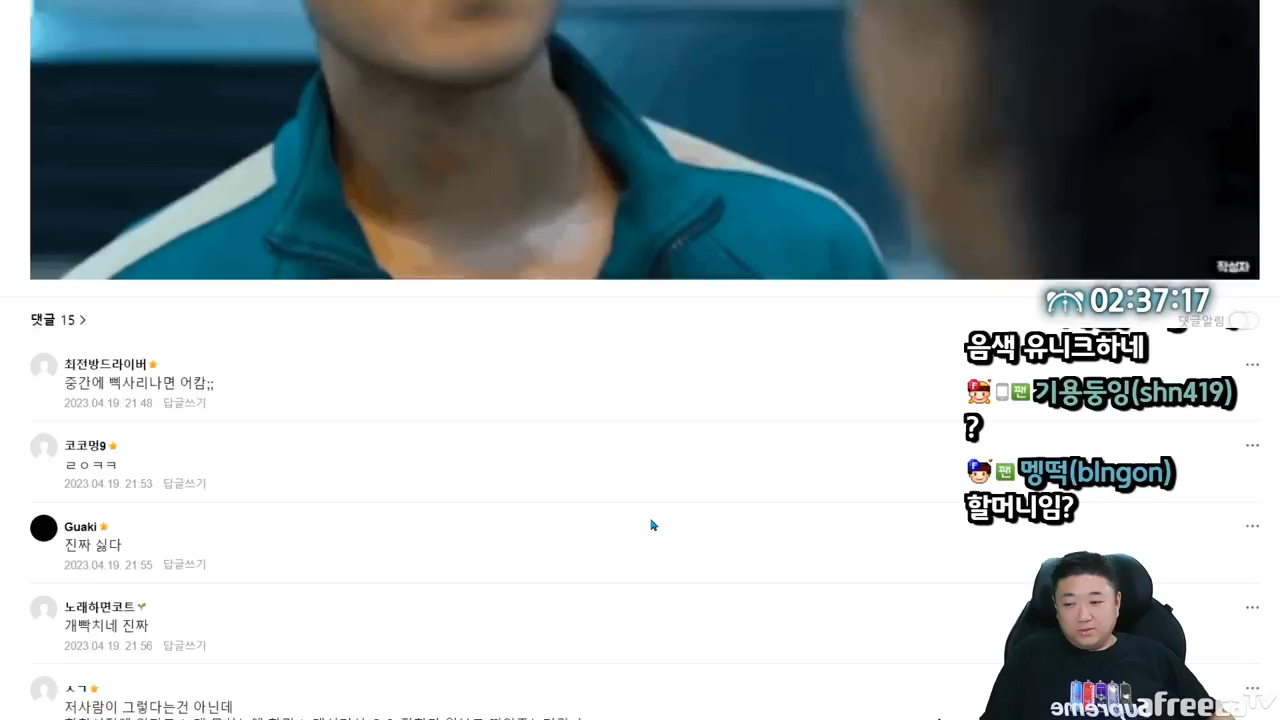 작성자
02:37:17
댓글 15 >
댓글알림
음색 유니크하네
기용둥잉(shn419)
?
멩떡(blngon)
할머니임?
최전방드라이버
중간에 삑사리나면 어캄;;
2023.04.19. 21:48 답글쓰기
코코멍9
ㄹㅇㅋㅋ
2023.04.19. 21:53 답글쓰기
Guaki
진짜 싫다
2023.04.19. 21:55 답글쓰기
노래하면코트
개빡치네 진짜
2023.04.19. 21:56 답글쓰기
ㅅㄱ
저사람이 그렇다는건 아닌데
supreme
afreecaTV